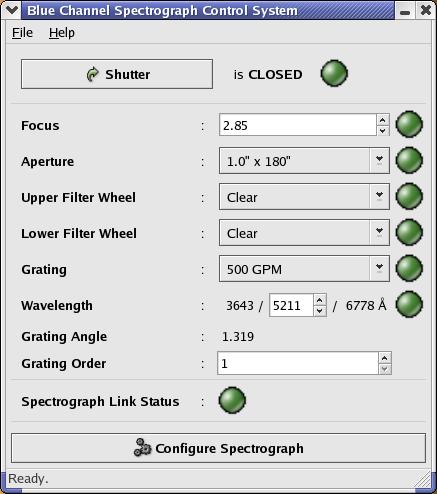 Blue Channel Spectrograph Control System
File Help
Shutter is CLOSED
Focus : 2.85
Aperture : 1.0" x 180"
Upper Filter Wheel : Clear
Lower Filter Wheel : Clear
Grating : 500 GPM
Wavelength : 3643 / 5211 / 6778 Å
Grating Angle : 1.319
Grating Order : 1
Spectrograph Link Status :
Configure Spectrograph
Ready.